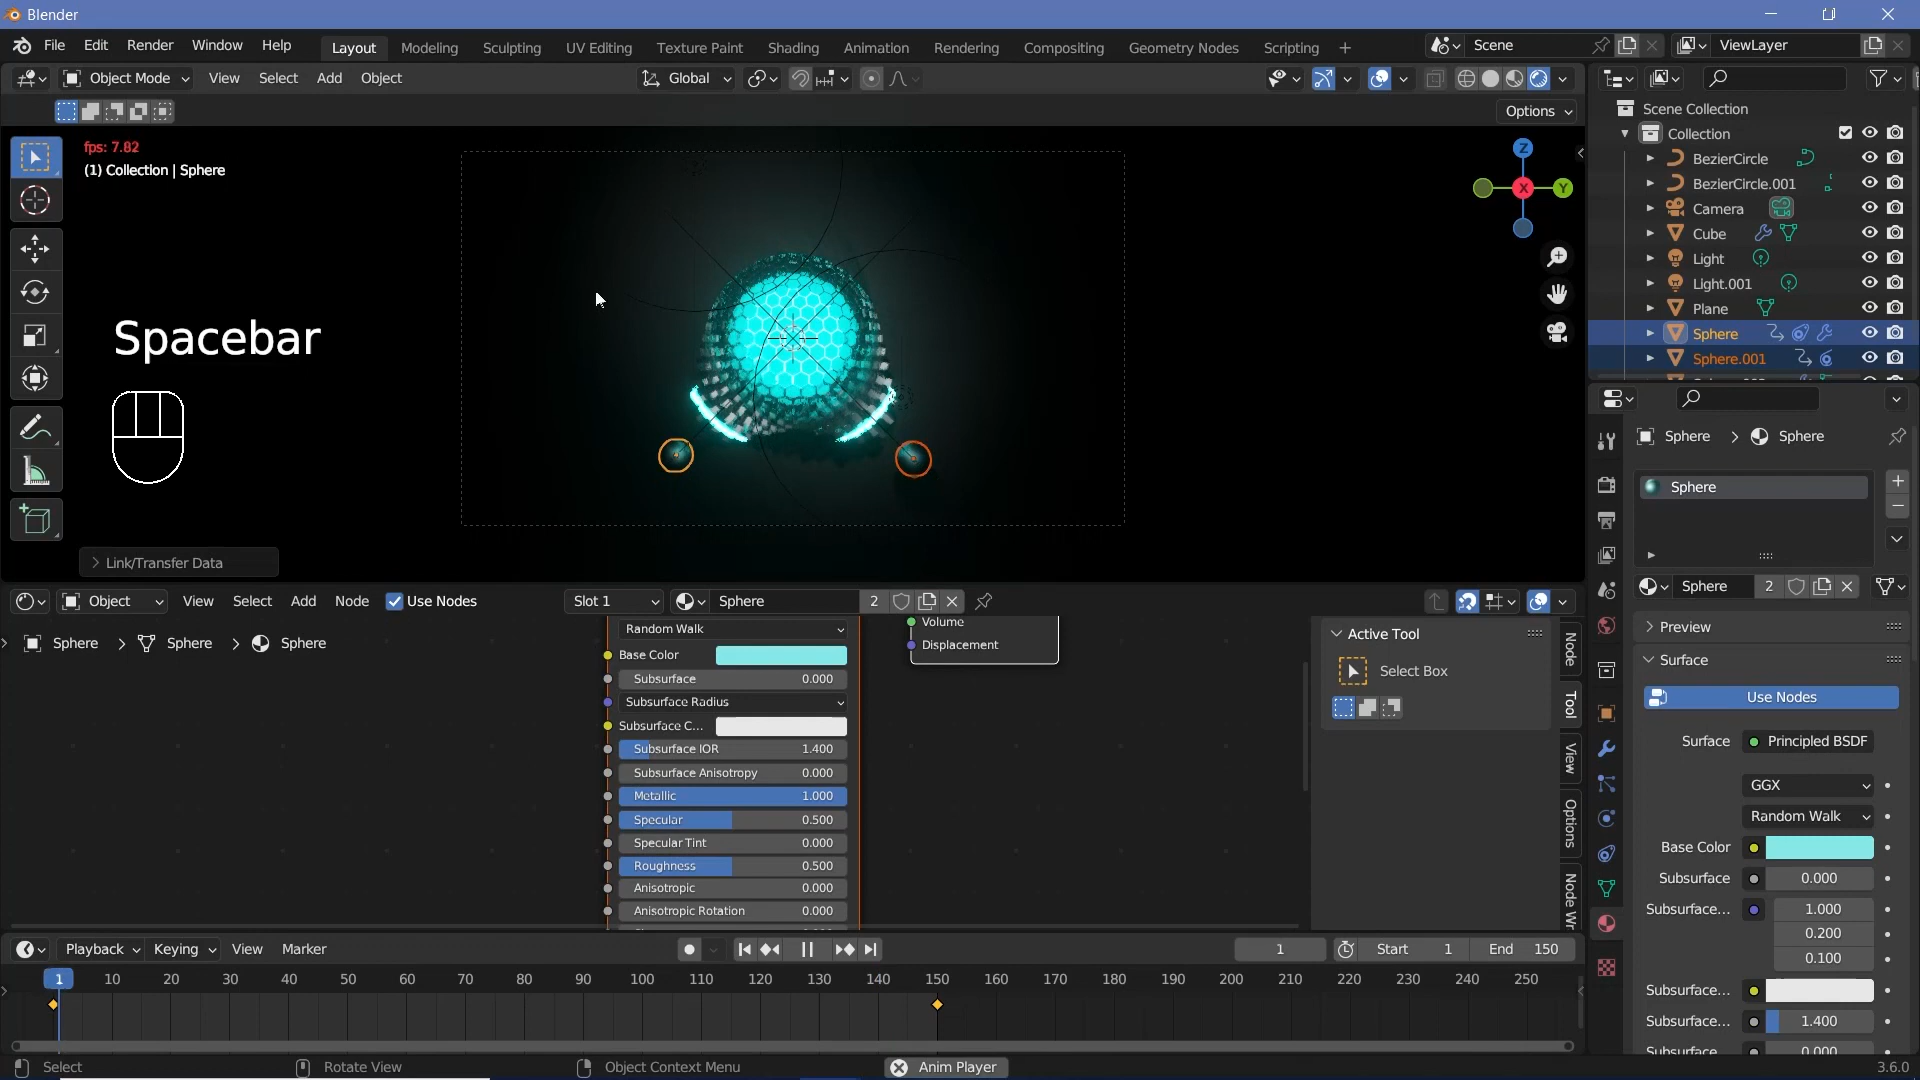 Blender
File Edit Render Window Help Layout Modeling Sculpting UV Editing Texture Paint Shading Animation Rendering Compositing Geometry Nodes Scripting + Scene ViewLayer
Object Mode View Select Add Object Global
Options
fps: 7.82
(1) Collection | Sphere
Z
X Y
Spacebar
Link/Transfer Data
Scene Collection
Collection
BezierCircle
BezierCircle.001
Camera
Cube
Light
Light.001
Plane
Sphere
Sphere.001
Object View Select Add Node Use Nodes Slot 1 Sphere 2
Sphere > Sphere > Sphere
Random Walk
Base Color
Subsurface 0.000
Subsurface Radius
Subsurface C...
Subsurface IOR 1.400
Subsurface Anisotropy 0.000
Metallic 1.000
Specular 0.500
Specular Tint 0.000
Roughness 0.500
Anisotropic 0.000
Anisotropic Rotation 0.000
Volume
Displacement
Active Tool
Select Box
Node
Tool
View
Options
Node Wr
Sphere > Sphere
Sphere
Sphere 2
Preview
Surface
Use Nodes
Surface Principled BSDF
GGX
Random Walk
Base Color
Subsurface 0.000
Subsurface... 1.000
0.200
0.100
Subsurface...
Subsurface... 1.400
Subsurface 0.000
Playback Keying View Marker 1 Start 1 End 150
1 10 20 30 40 50 60 70 80 90 100 110 120 130 140 150 160 170 180 190 200 210 220 230 240 250
Select Rotate View Object Context Menu Anim Player 3.6.0